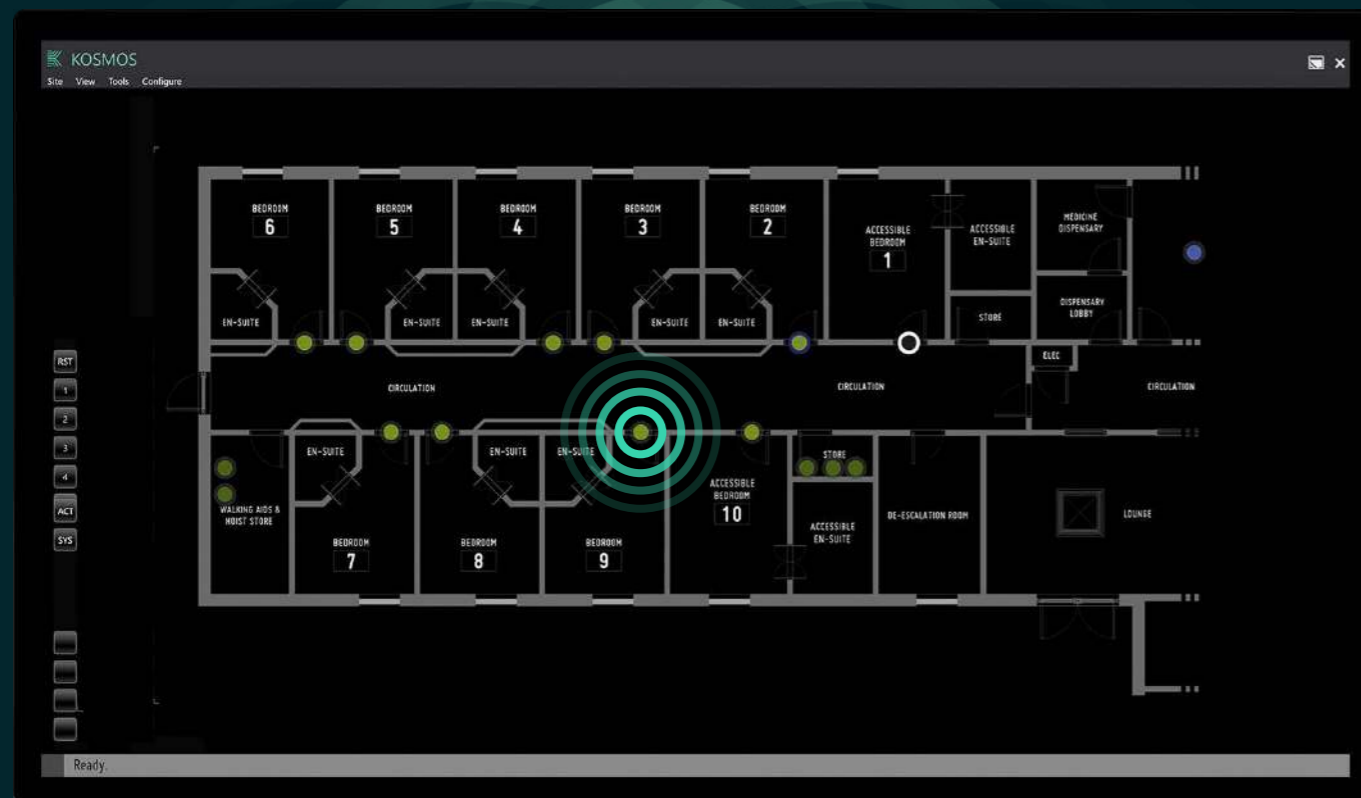 KOSMOS
Site View Tools Configure
BEDROOM
6
BEDROOM
5
BEDROOM
4
BEDROOM
3
BEDROOM
2
ACCESSIBLE
BEDROOM
1
ACCESSIBLE
EN-SUITE
MEDICINE
DISPENSARY
DISPENSARY
LOBBY
STORE
EN-SUITE
EN-SUITE
EN-SUITE
EN-SUITE
EN-SUITE
ELEC
CIRCULATION
CIRCULATION
CIRCULATION
RST
1
2
3
4
ACT
SYS
EN-SUITE
EN-SUITE
EN-SUITE
STORE
WALKING AIDS &
HOIST STORE
BEDROOM
7
BEDROOM
8
BEDROOM
9
ACCESSIBLE
BEDROOM
10
ACCESSIBLE
EN-SUITE
DE-ESCALATION ROOM
LOUNGE
Ready.